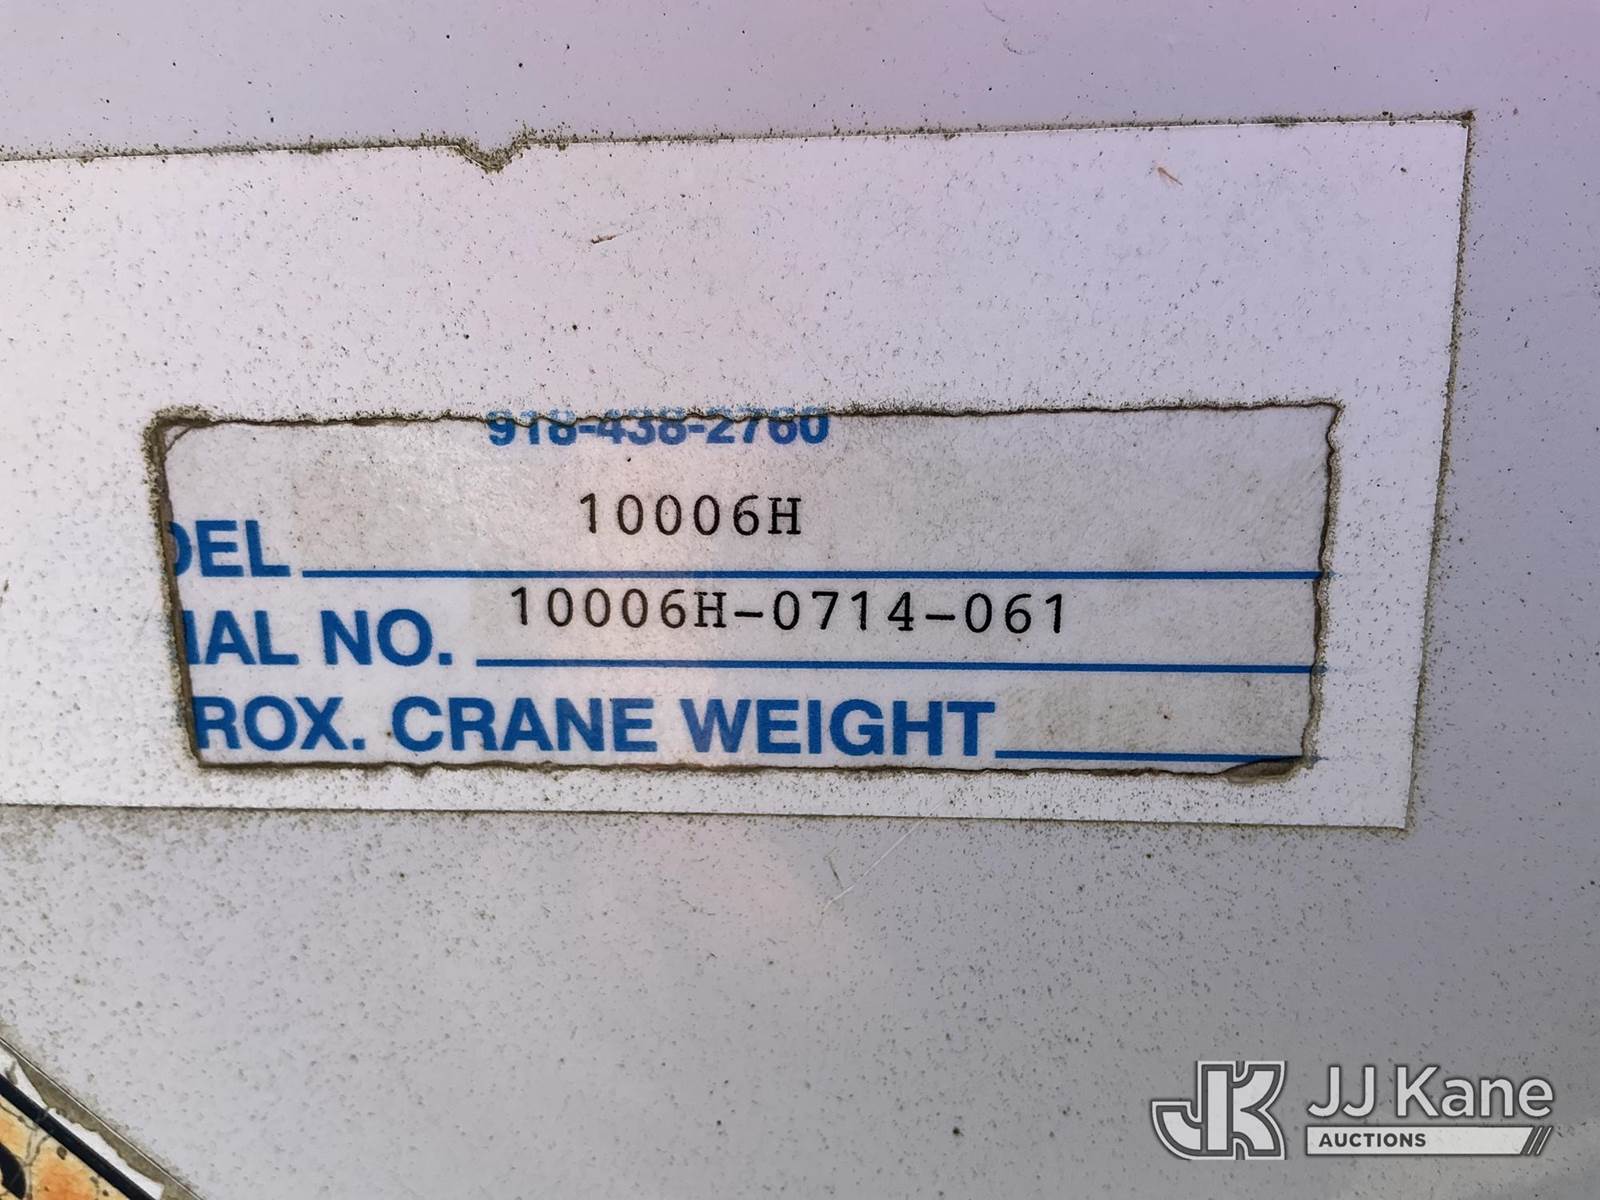 918-438-2760
10006H
DEL
10006H-0714-061
IAL NO.
ROX. CRANE WEIGHT
JJ Kane
AUCTIONS